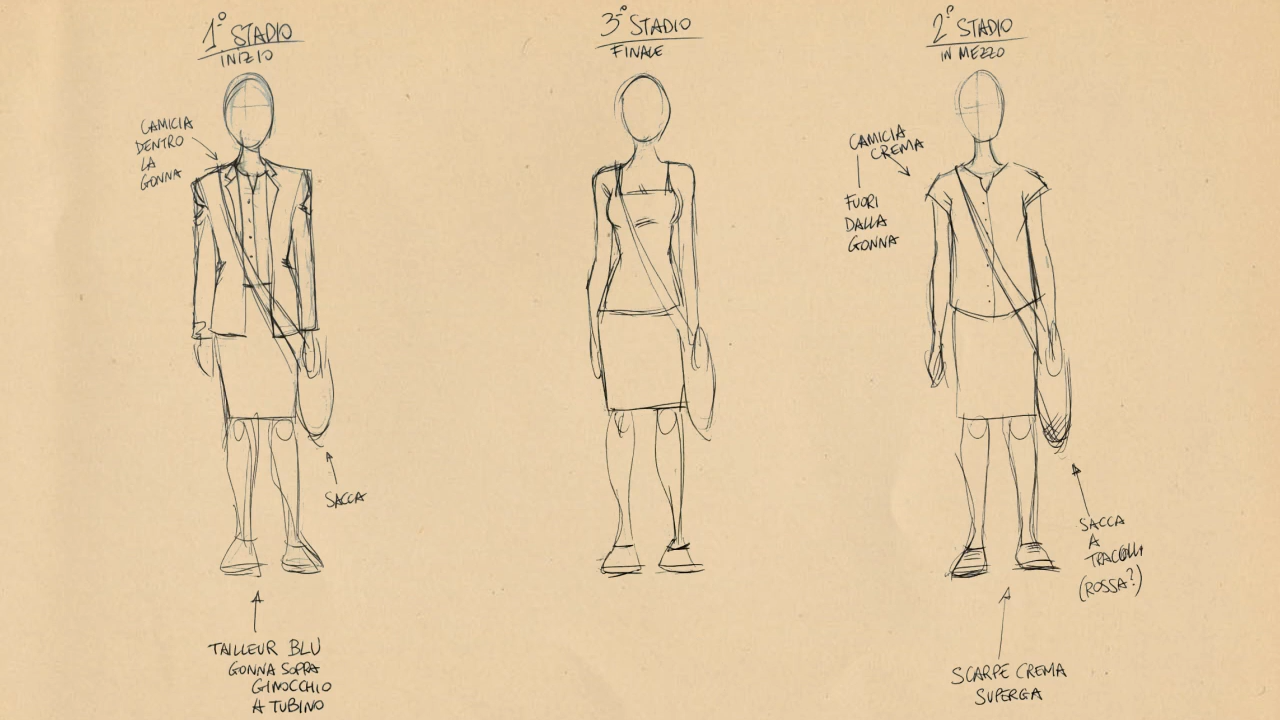 1° STADIO
INIZIO
CAMICIA
DENTRO
LA
GONNA
SACCA
TAILLEUR BLU
GONNA SOPRA
GINOCCHIO
A TUBINO
3° STADIO
FINALE
2° STADIO
IN MEZZO
CAMICIA
CREMA
FUORI
DALLA
GONNA
SACCA
A
TRACOLLA
(ROSSA?)
SCARPE CREMA
SUPERGA